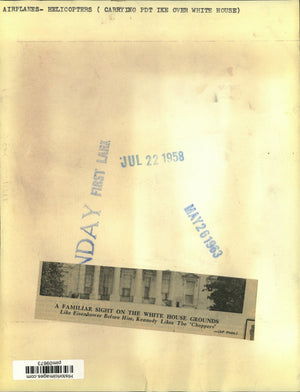 AIRPLANES- HELICOPTERS ( CARRYING PDT IKE OVER WHITE HOUSE)
JUL 22 1958
NDAY FIRST LARK
MAY 26 1963
A FAMILIAR SIGHT ON THE WHITE HOUSE GROUNDS
Like Eisenhower Before Him, Kennedy Likes The "Choppers"
Historicimages.com